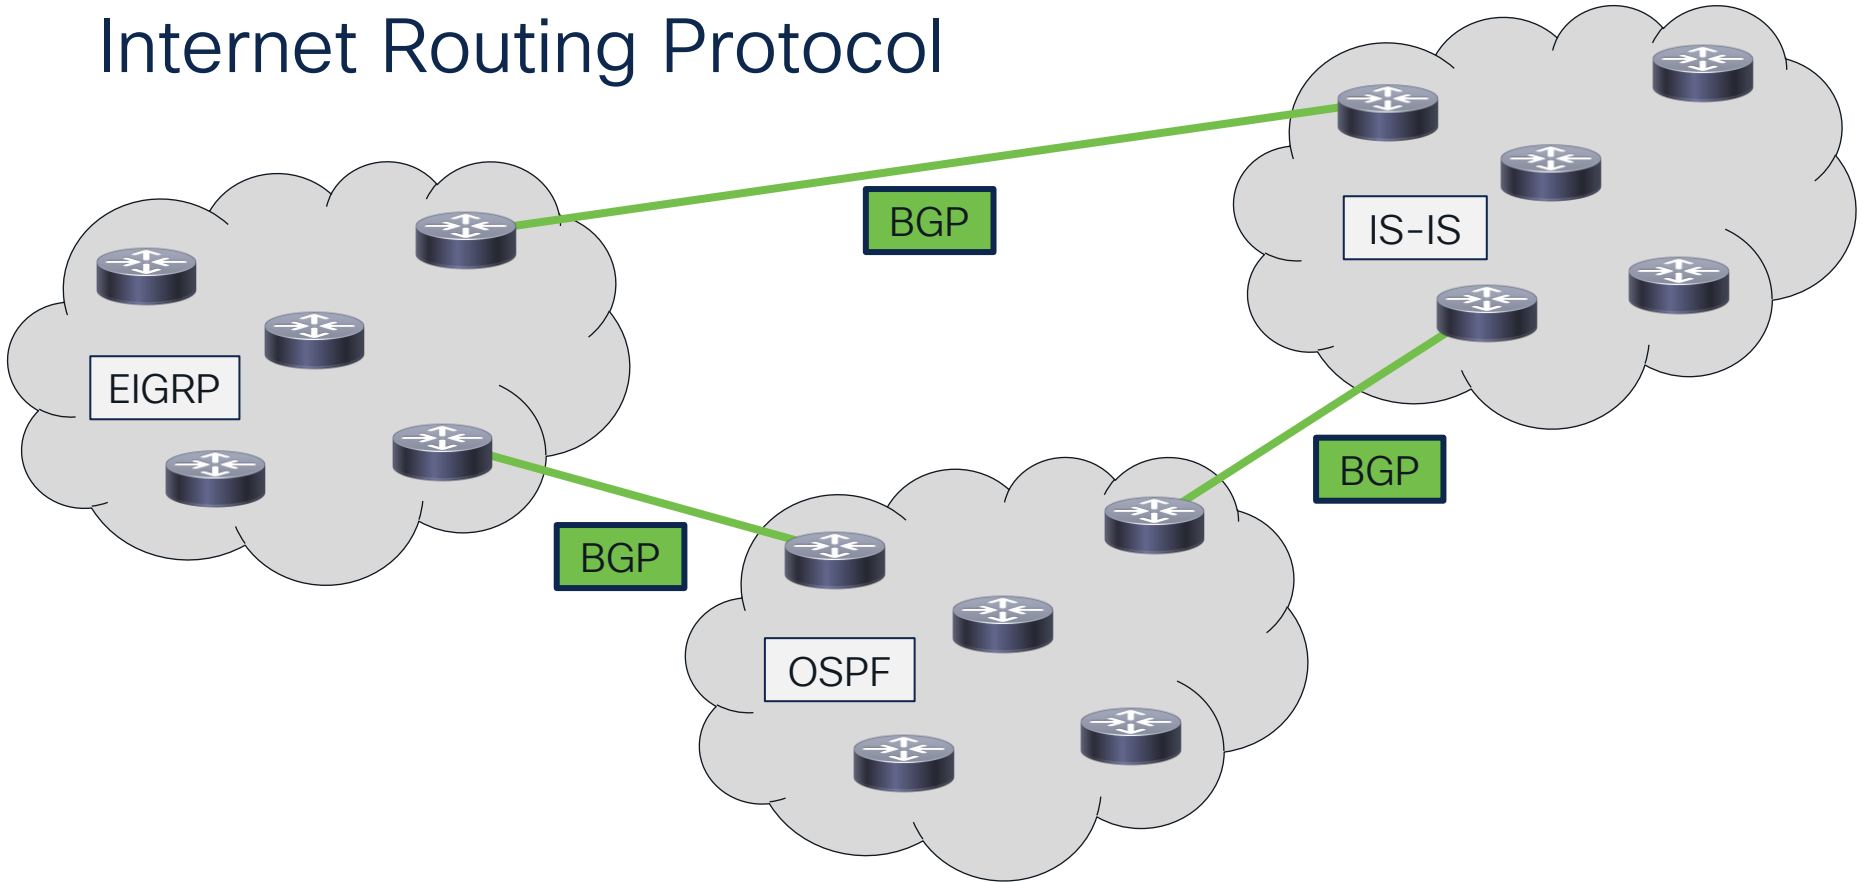 Internet Routing Protocol
BGP
IS-IS
EIGRP
BGP
BGP
OSPF